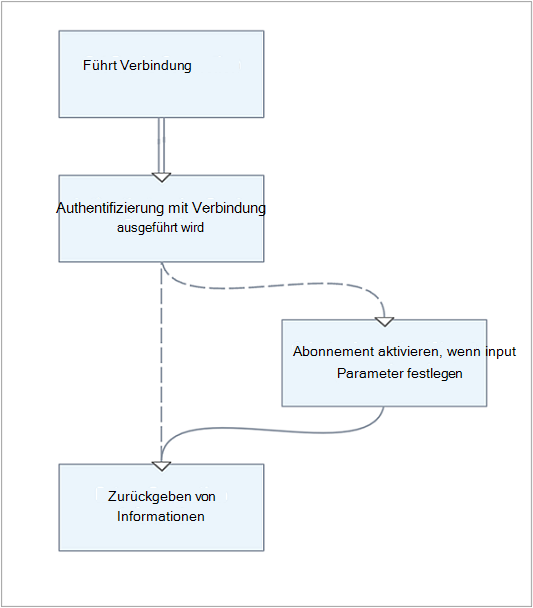 Führt Verbindung
Authentifizierung mit Verbindung
ausgeführt wird
Abonnement aktivieren, wenn input
Parameter festlegen
Zurückgeben von
Informationen